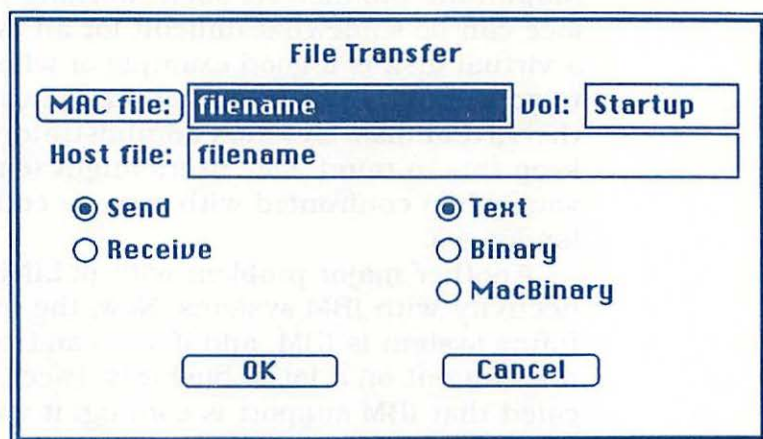 File Transfer
MAC file: filename vol: Startup
Host file: filename
Send Text
Receive Binary
MacBinary
OK Cancel